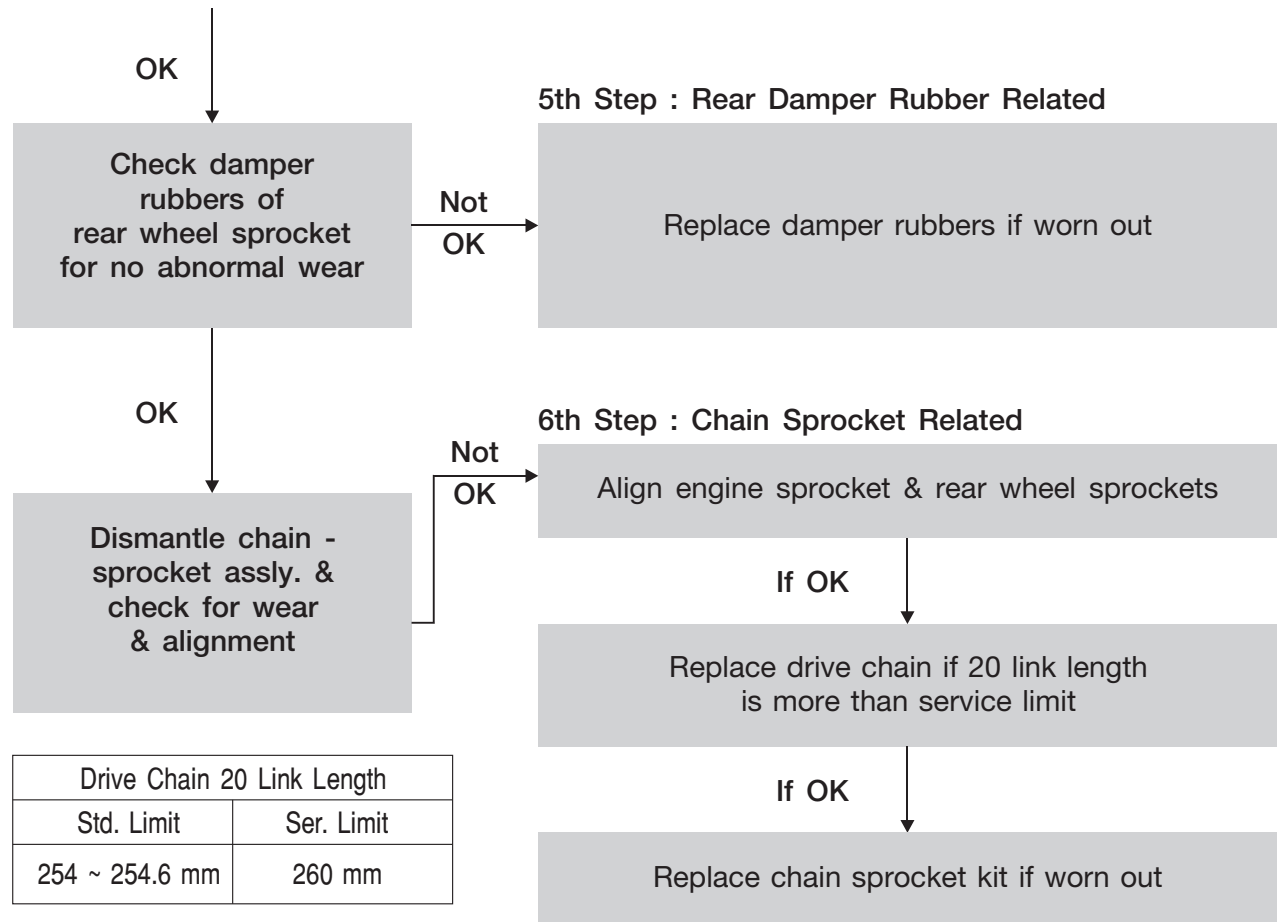 OK
5th Step : Rear Damper Rubber Related
Check damper
rubbers of
rear wheel sprocket
for no abnormal wear
Not
OK
Replace damper rubbers if worn out
OK
6th Step : Chain Sprocket Related
Not
OK
Align engine sprocket & rear wheel sprockets
Dismantle chain -
sprocket assly. &
check for wear
& alignment
If OK
Replace drive chain if 20 link length
is more than service limit
If OK
Replace chain sprocket kit if worn out
Drive Chain 20 Link Length
Std. Limit Ser. Limit
254 ~ 254.6 mm 260 mm